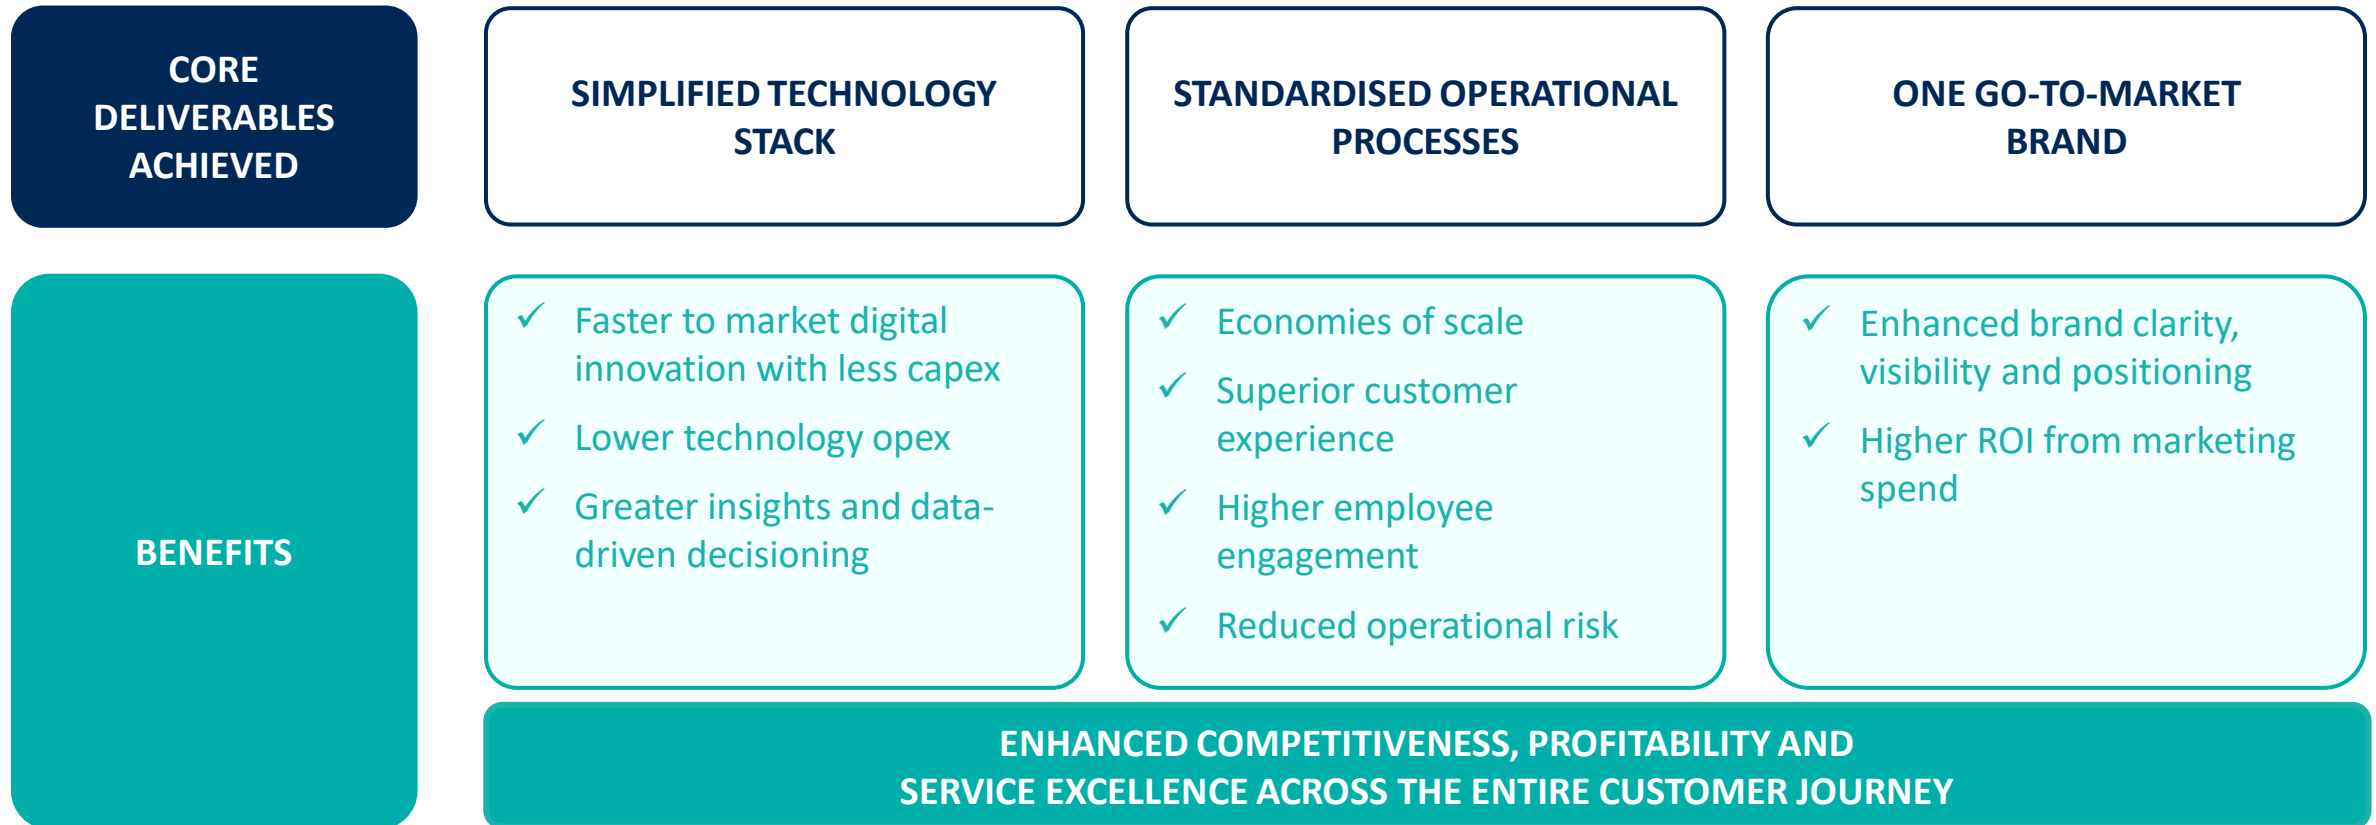 CORE
DELIVERABLES
ACHIEVED
SIMPLIFIED TECHNOLOGY
STACK
STANDARDISED OPERATIONAL
PROCESSES
ONE GO-TO-MARKET
BRAND
BENEFITS
✓ Faster to market digital
innovation with less capex
✓ Lower technology opex
✓ Greater insights and data-
driven decisioning
✓ Economies of scale
✓ Superior customer
experience
✓ Higher employee
engagement
✓ Reduced operational risk
✓ Enhanced brand clarity,
visibility and positioning
✓ Higher ROI from marketing
spend
ENHANCED COMPETITIVENESS, PROFITABILITY AND
SERVICE EXCELLENCE ACROSS THE ENTIRE CUSTOMER JOURNEY